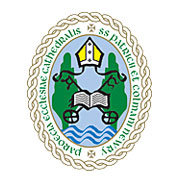 PAROECIA ECCLESIAE CATHEDRALIS
SS PATRICII ET COLMANI NEWRY